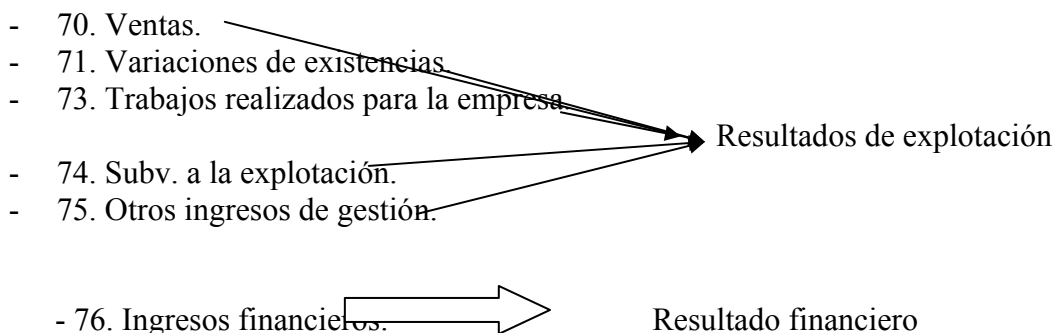 - 70. Ventas.
- 71. Variaciones de existencias.
- 73. Trabajos realizados para la empresa.
Resultados de explotación
- 74. Subv. a la explotación.
- 75. Otros ingresos de gestión.
- 76. Ingresos financieros. Resultado financiero